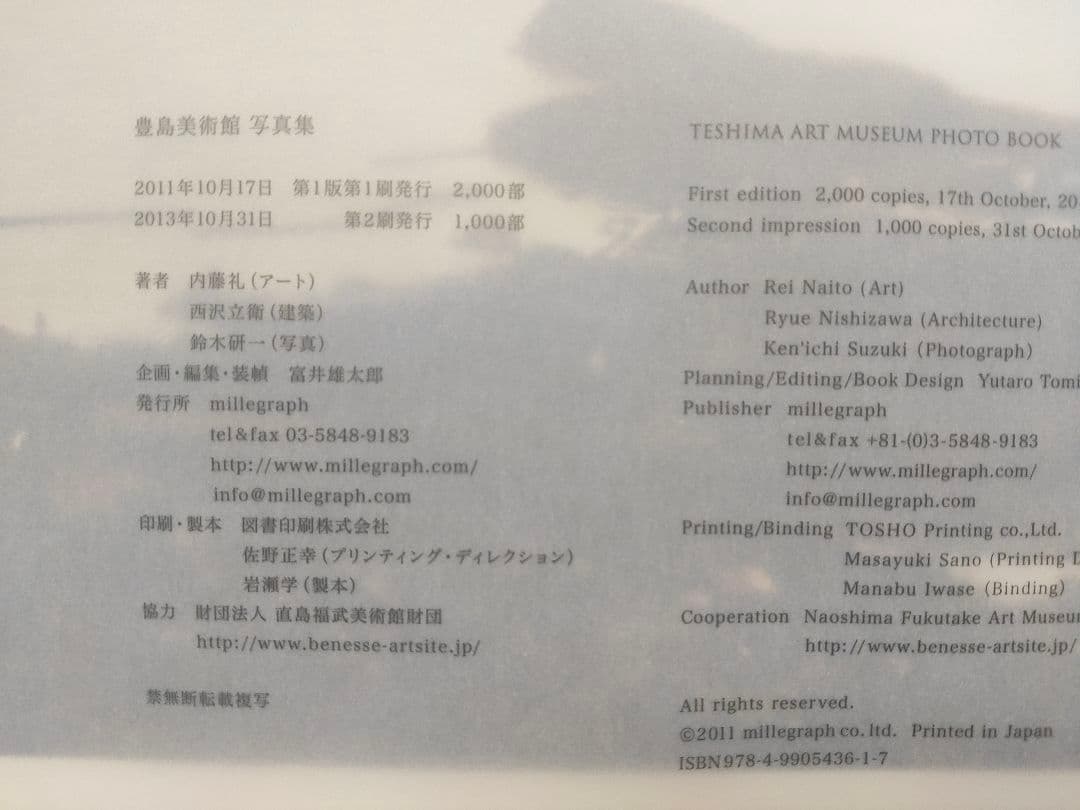 豊島美術館 写真集
2011年10月17日 第1版第1刷発行 2,000部
2013年10月31日 第2刷発行 1,000部
著者 内藤礼(アート)
西沢立衛(建築)
鈴木研一(写真)
企画・編集・装幀 富井雄太郎
発行所 millegraph
tel&fax 03-5848-9183
http://www.millegraph.com/
info@millegraph.com
印刷・製本 図書印刷株式会社
佐野正幸(プリンティング・ディレクション)
岩瀬学(製本)
協力 財団法人 直島福武美術館財団
http://www.benesse-artsite.jp/
禁無断転載複写
TESHIMA ART MUSEUM PHOTO BOOK
First edition 2,000 copies, 17th October, 20
Second impression 1,000 copies, 31st Octob
Author Rei Naito (Art)
Ryue Nishizawa (Architecture)
Ken'ichi Suzuki (Photograph)
Planning/Editing/Book Design Yutaro Tomi
Publisher millegraph
tel&fax +81-(0)3-5848-9183
http://www.millegraph.com/
info@millegraph.com
Printing/Binding TOSHO Printing co.,Ltd.
Masayuki Sano (Printing D
Manabu Iwase (Binding)
Cooperation Naoshima Fukutake Art Museu
http://www.benesse-artsite.jp/
All rights reserved.
©2011 millegraph co. ltd. Printed in Japan
ISBN978-4-9905436-1-7